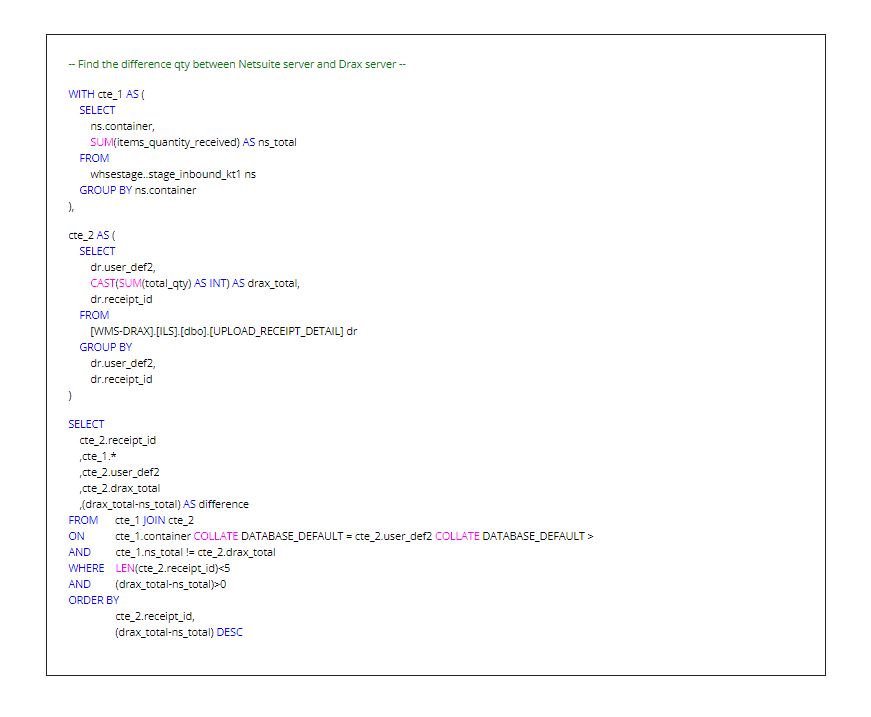 -- Find the difference qty between Netsuite server and Drax server --
WITH cte_1 AS (
SELECT
ns.container,
SUM(items_quantity_received) AS ns_total
FROM
whsestage..stage_inbound_kt1 ns
GROUP BY ns.container
),
cte_2 AS (
SELECT
dr.user_def2,
CAST(SUM(total_qty) AS INT) AS drax_total,
dr.receipt_id
FROM
[WMS-DRAX].[ILS].[dbo].[UPLOAD_RECEIPT_DETAIL] dr
GROUP BY
dr.user_def2,
dr.receipt_id
)
SELECT
cte_2.receipt_id
,cte_1.*
,cte_2.user_def2
,cte_2.drax_total
,(drax_total-ns_total) AS difference
FROM cte_1 JOIN cte_2
ON cte_1.container COLLATE DATABASE_DEFAULT = cte_2.user_def2 COLLATE DATABASE_DEFAULT >
AND cte_1.ns_total != cte_2.drax_total
WHERE LEN(cte_2.receipt_id)<5
AND (drax_total-ns_total)>0
ORDER BY
cte_2.receipt_id,
(drax_total-ns_total) DESC